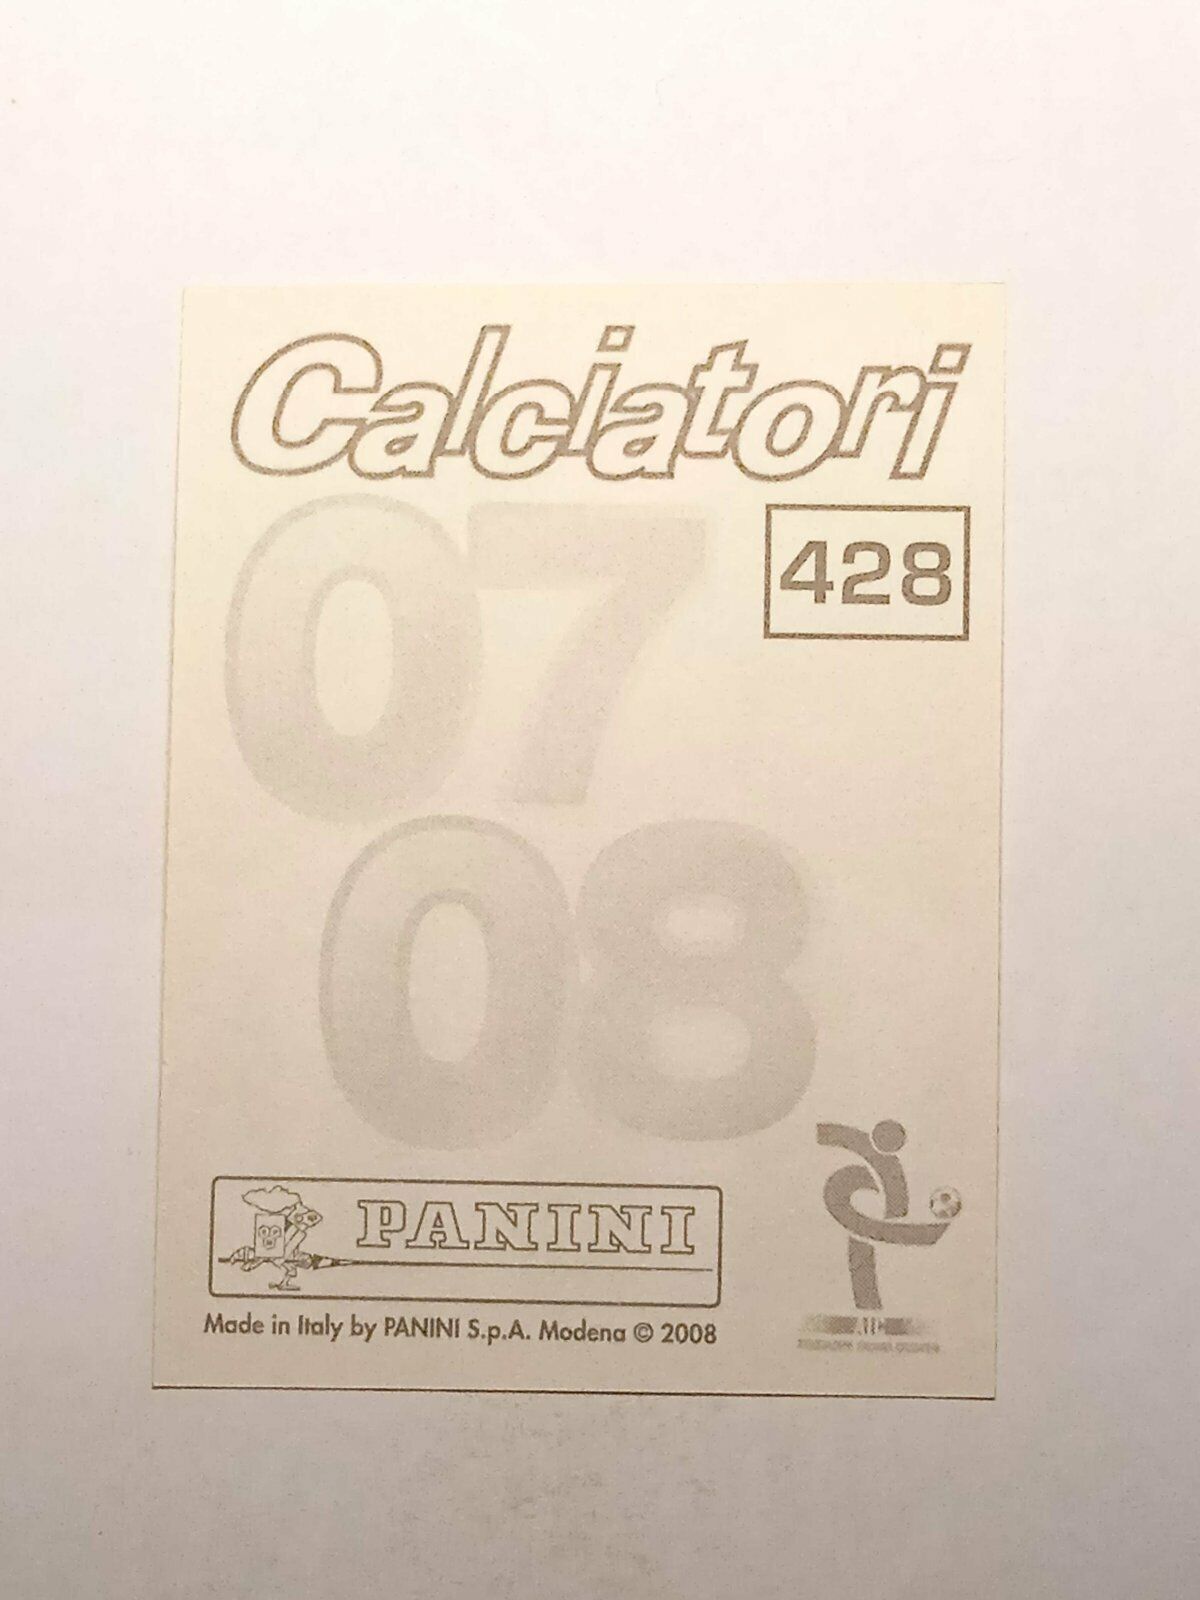 Calciatori
07
428
08
PANINI
Made in Italy by PANINI S.p.A. Modena © 2008